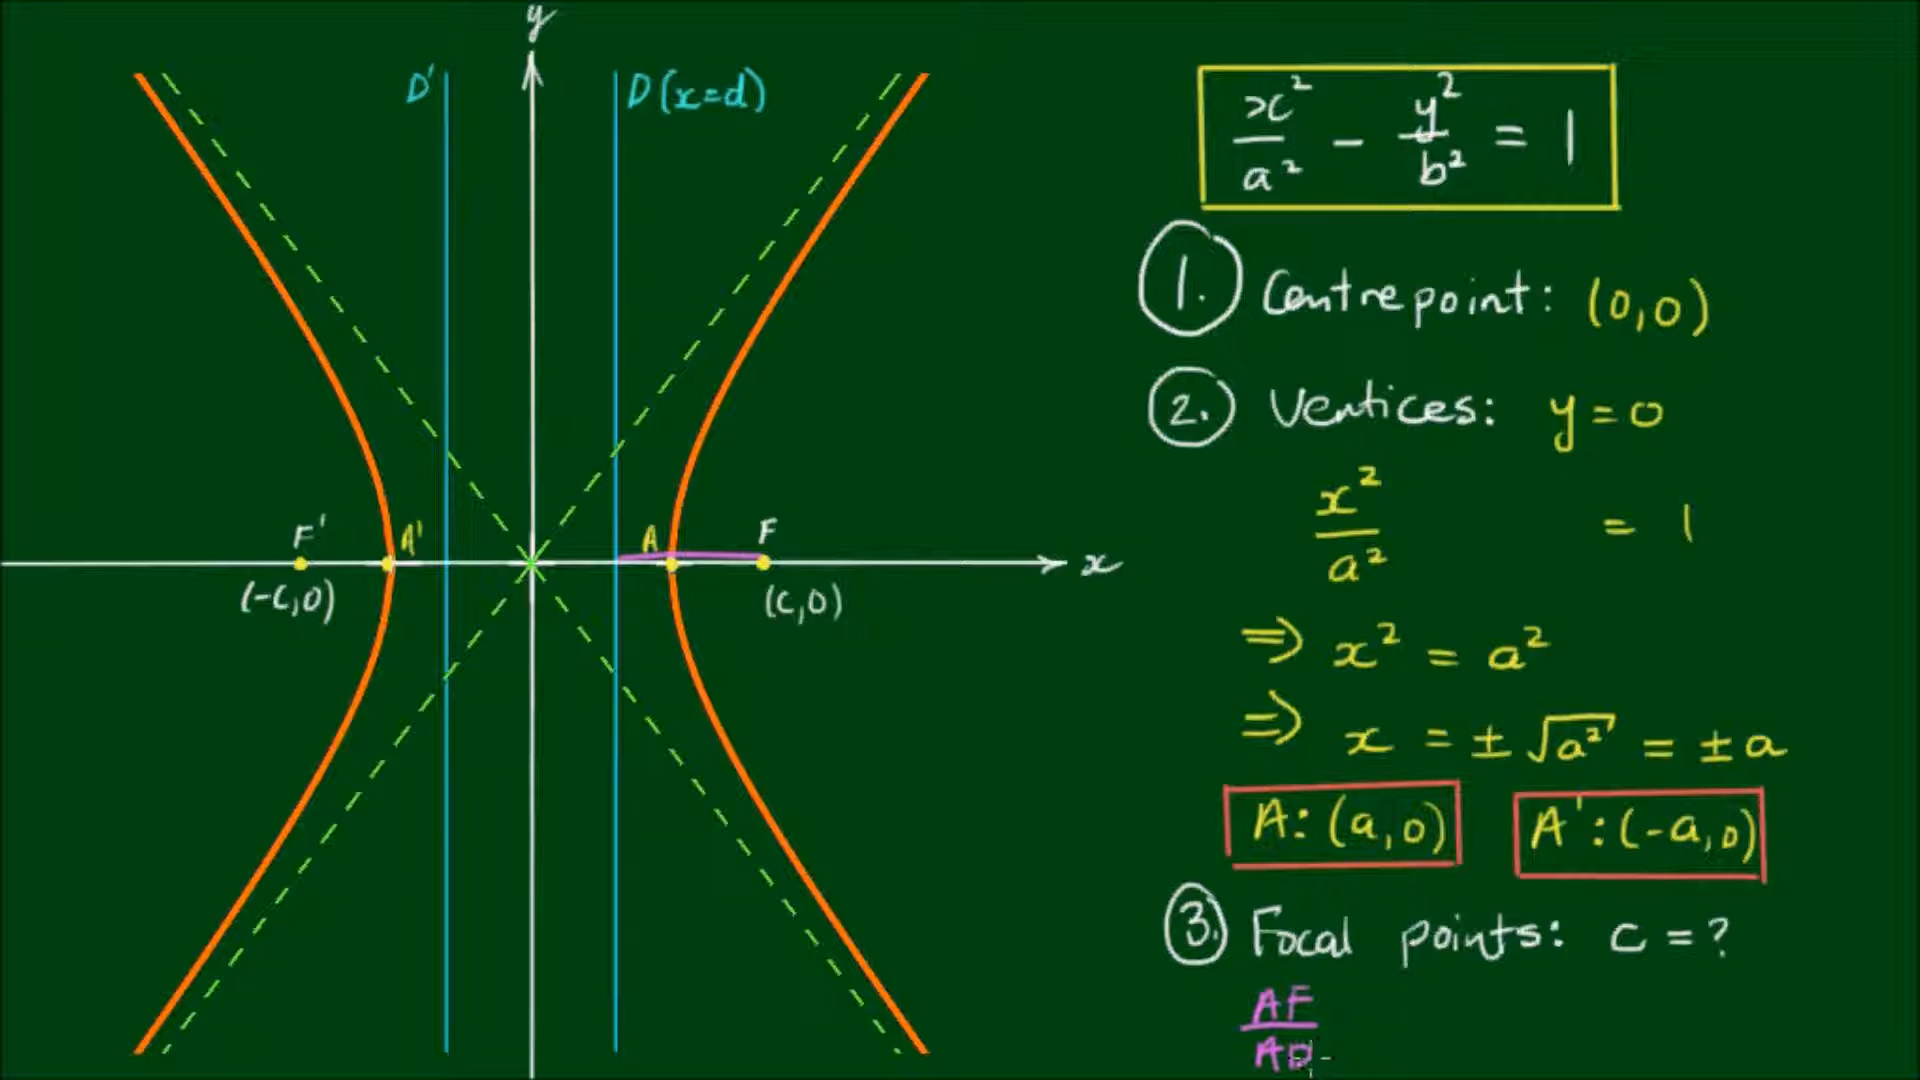 y
D'
D (x=d)
F'
A'
A
F
x
(-c,0)
(c,0)
x²/a² - y²/b² = 1
1. Centrepoint: (0,0)
2. Vertices: y = 0
x²/a² = 1
⇒ x² = a²
⇒ x = ± √a² = ± a
A: (a,0) A': (-a,0)
3. Focal points: c = ?
AF/AD